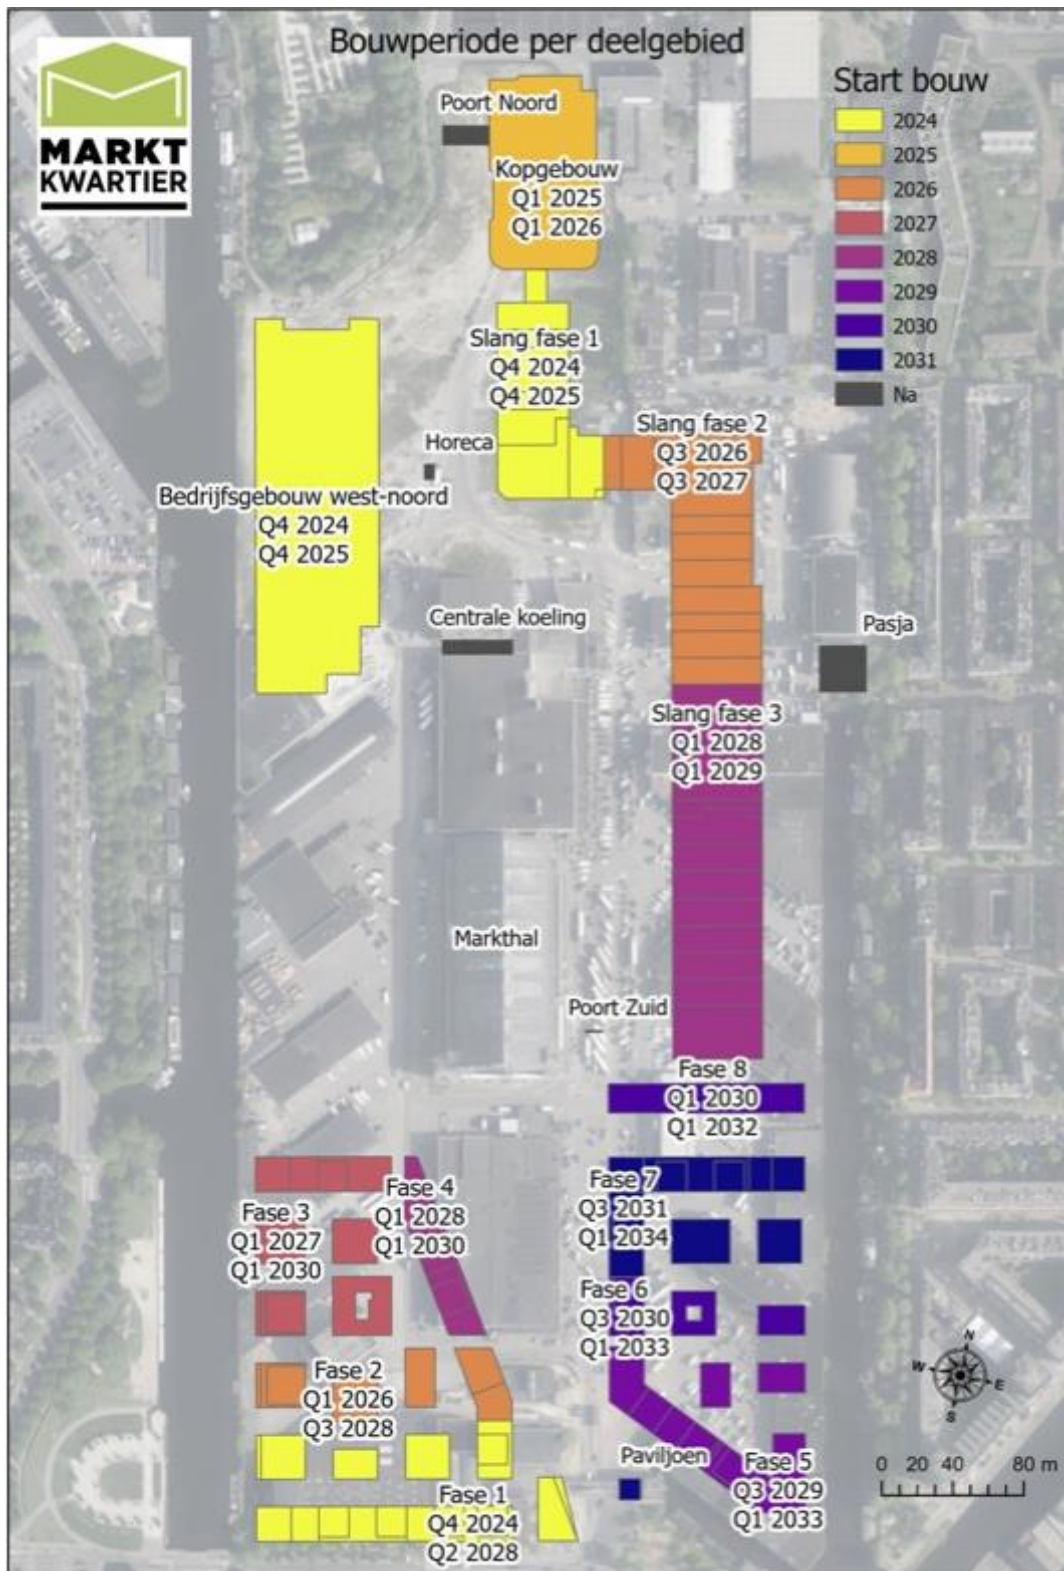 Bouwperiode per deelgebied
MARKT
KWARTIER
Start bouw
2024
2025
2026
2027
2028
2029
2030
2031
Na
Poort Noord
Kopgebouw
Q1 2025
Q1 2026
Slang fase 1
Q4 2024
Q4 2025
Slang fase 2
Q3 2026
Q3 2027
Horeca
Bedrijfsgebouw west-noord
Q4 2024
Q4 2025
Centrale koeling
Pasja
Slang fase 3
Q1 2028
Q1 2029
Markthal
Poort Zuid
Fase 8
Q1 2030
Q1 2032
Fase 4
Q1 2028
Q1 2030
Fase 7
Q3 2031
Q1 2034
Fase 3
Q1 2027
Q1 2030
Fase 6
Q3 2030
Q1 2033
Fase 2
Q1 2026
Q3 2028
Paviljoen
Fase 5
Q3 2029
Q1 2033
Fase 1
Q4 2024
Q2 2028
N
W
E
S
0 20 40 80 m